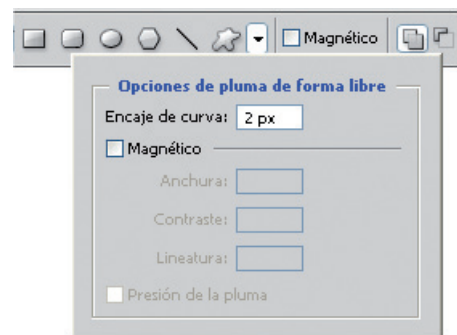 Magnético
Opciones de pluma de forma libre
Encaje de curva: 2 px
Magnético
Anchura:
Contraste:
Lineatura:
Presión de la pluma